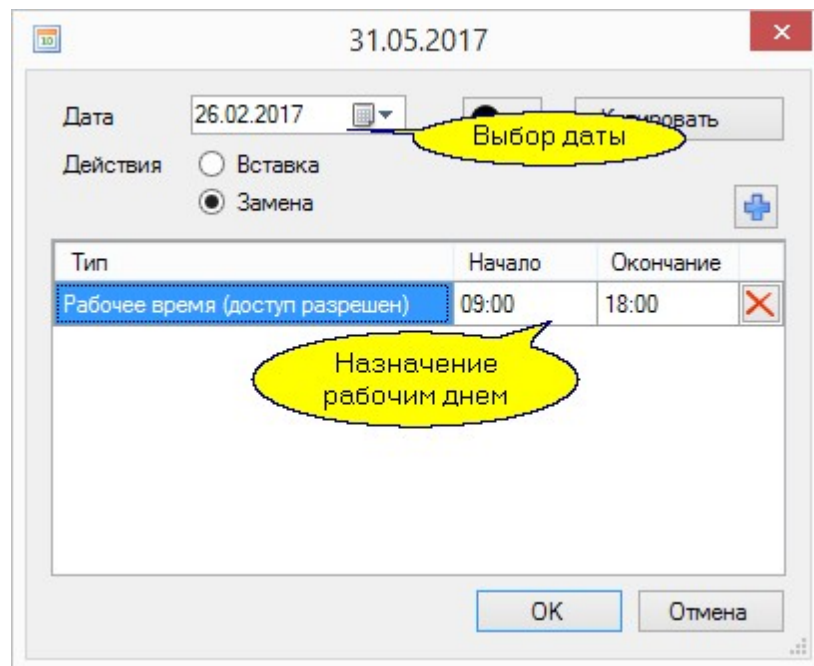 31.05.2017
Дата
26.02.2017
Выбор даты
Действия
Вставка
Замена
Тип
Начало
Окончание
Рабочее время (доступ разрешен)
09:00
18:00
Назначение
рабочим днем
OK
Отмена